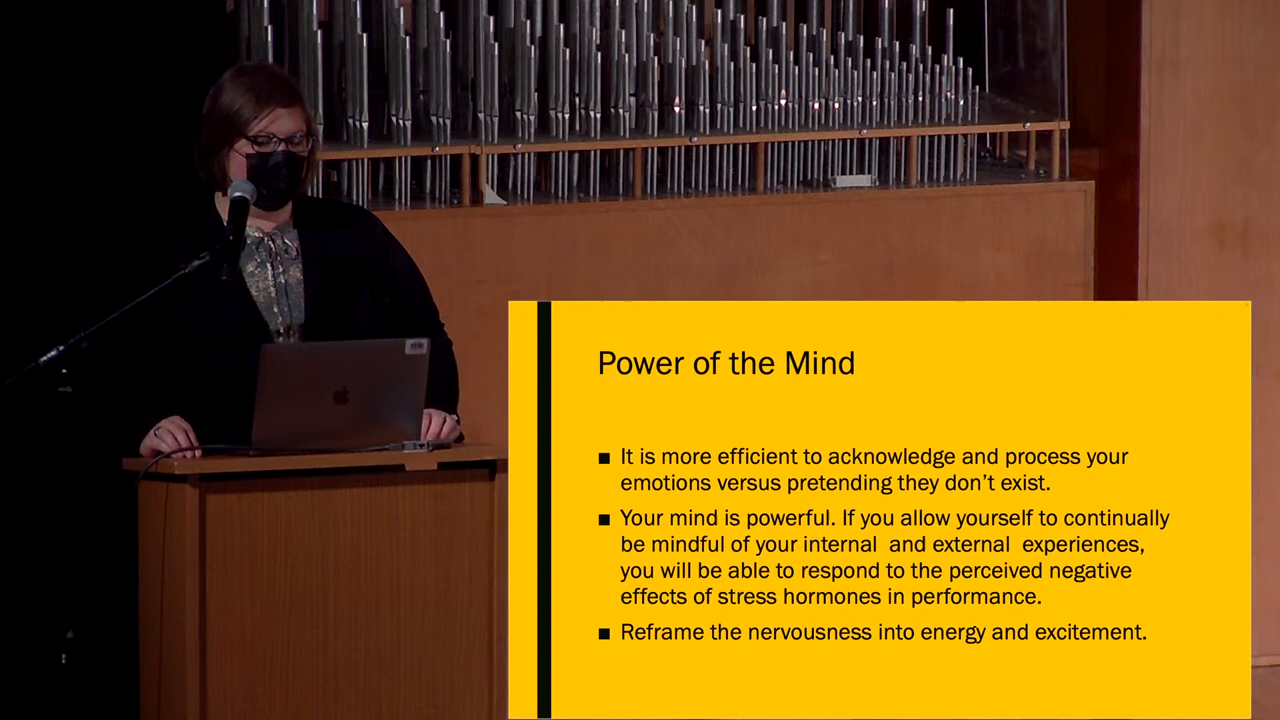 Power of the Mind
■ It is more efficient to acknowledge and process your
emotions versus pretending they don't exist.
■ Your mind is powerful. If you allow yourself to continually
be mindful of your internal  and external  experiences,
you will be able to respond to the perceived negative
effects of stress hormones in performance.
■ Reframe the nervousness into energy and excitement.